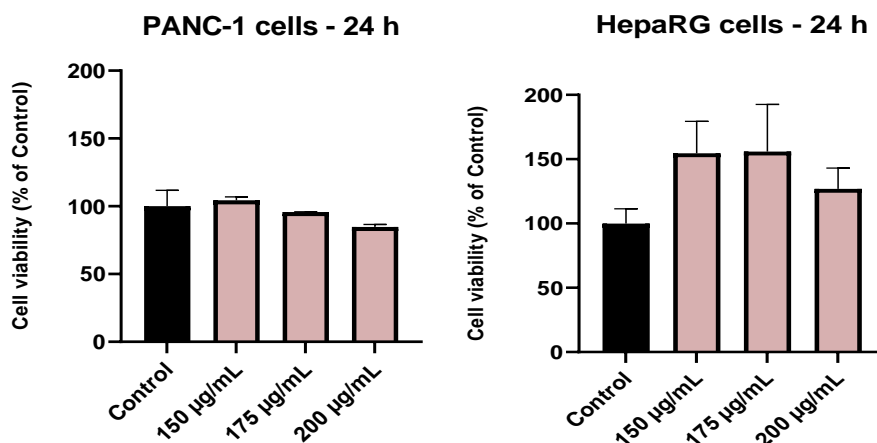 PANC-1 cells - 24 h
Cell viability (% of Control)
200
150
100
50
0
Control
150 µg/mL
175 µg/mL
200 µg/mL
HepaRG cells - 24 h
Cell viability (% of Control)
200
150
100
50
0
Control
150 µg/mL
175 µg/mL
200 µg/mL